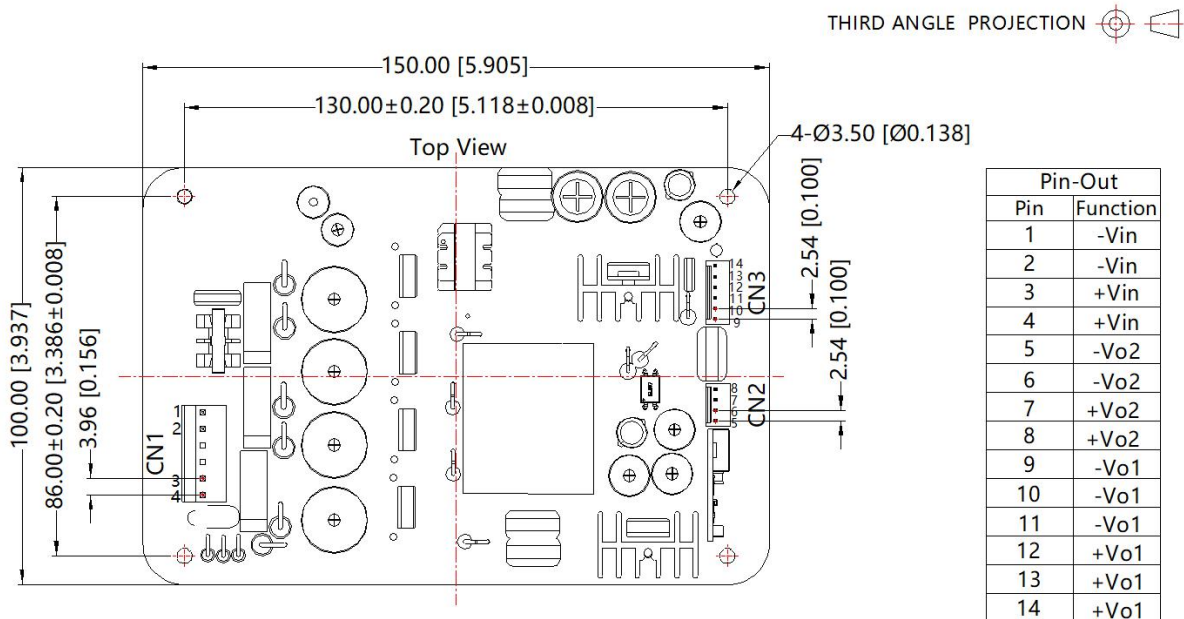 THIRD ANGLE PROJECTION
150.00 [5.905]
130.00±0.20 [5.118±0.008]
Top View
4-Ø3.50 [Ø0.138]
100.00 [3.937]
86.00±0.20 [3.386±0.008]
3.96 [0.156]
CN1
1
2
3
4
14
13
12
11
10
9
CN3
2.54 [0.100]
8
7
6
5
CN2
2.54 [0.100]
Pin-Out
Pin Function
1 -Vin
2 -Vin
3 +Vin
4 +Vin
5 -Vo2
6 -Vo2
7 +Vo2
8 +Vo2
9 -Vo1
10 -Vo1
11 -Vo1
12 +Vo1
13 +Vo1
14 +Vo1